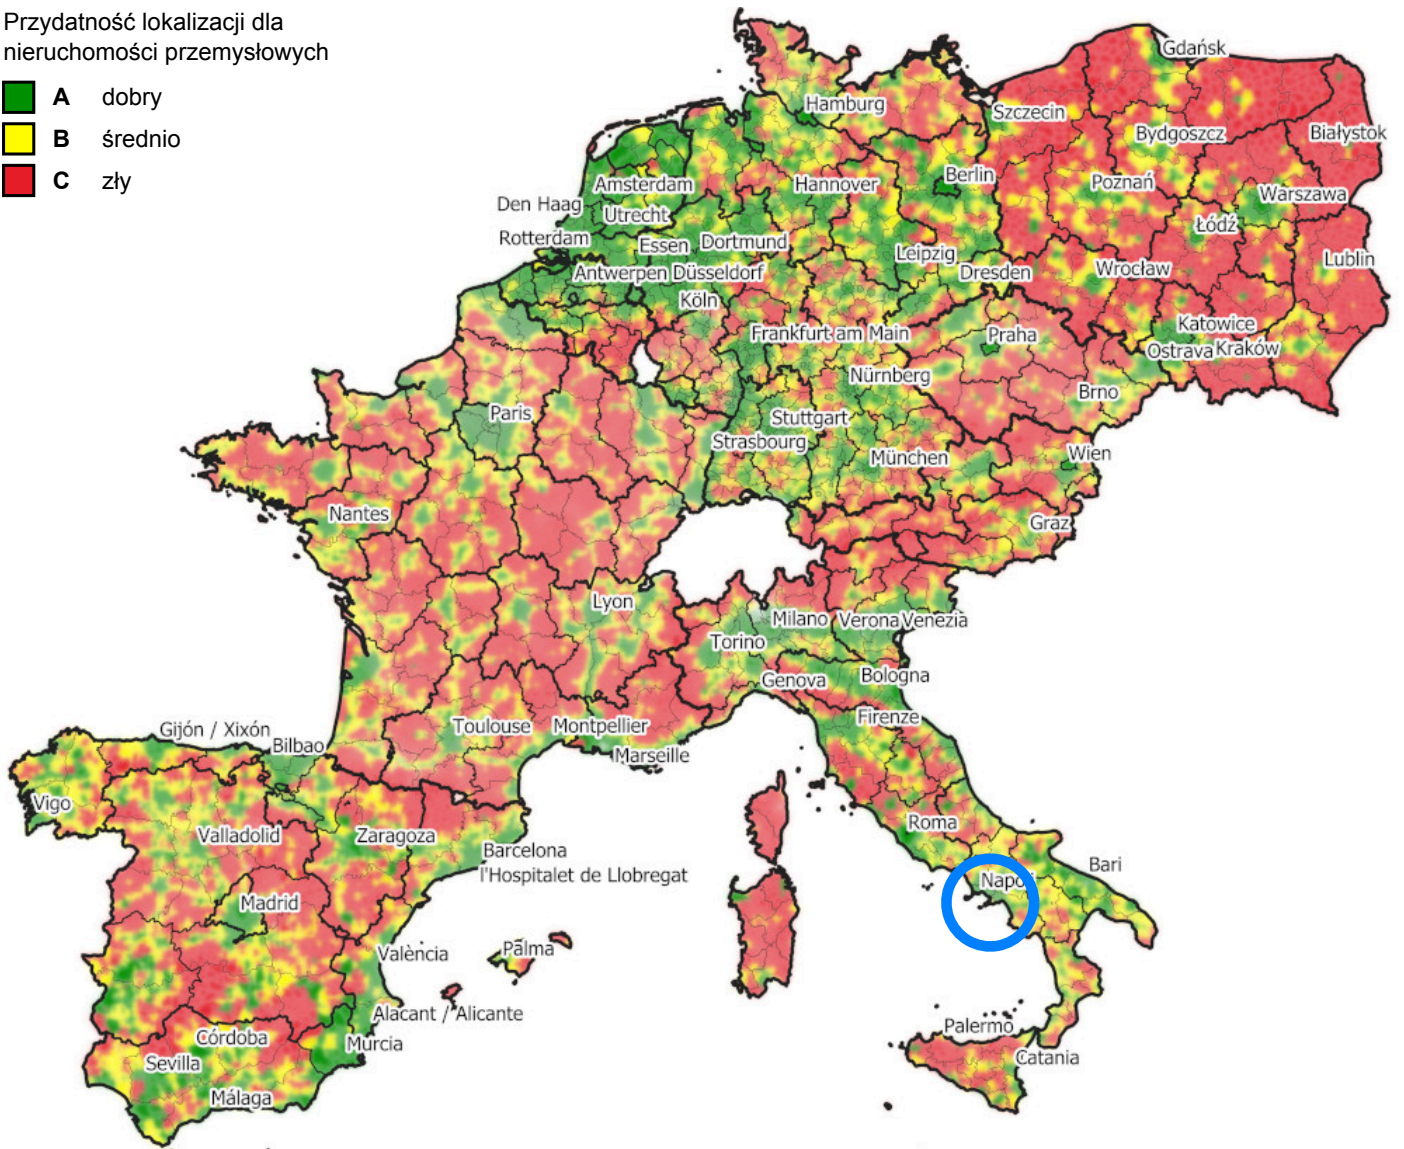 Przydatność lokalizacji dla
nieruchomości przemysłowych
A dobry
B średnio
C zły
Gdańsk
Hamburg
Szczecin
Bydgoszcz
Białystok
Amsterdam
Hannover
Berlin
Poznań
Warszawa
Den Haag
Utrecht
Łódź
Rotterdam
Essen
Dortmund
Leipzig
Lublin
Antwerpen
Düsseldorf
Dresden
Wrocław
Köln
Katowice
Frankfurt am Main
Praha
Ostrava
Kraków
Nürnberg
Brno
Paris
Stuttgart
Strasbourg
München
Wien
Nantes
Graz
Lyon
Milano
Verona
Venezia
Torino
Genova
Bologna
Firenze
Gijón / Xixón
Bilbao
Toulouse
Montpellier
Marseille
Vigo
Valladolid
Zaragoza
Roma
Barcelona
l'Hospitalet de Llobregat
Bari
Napoli
Madrid
València
Palma
Alacant / Alicante
Palermo
Córdoba
Murcia
Catania
Sevilla
Málaga